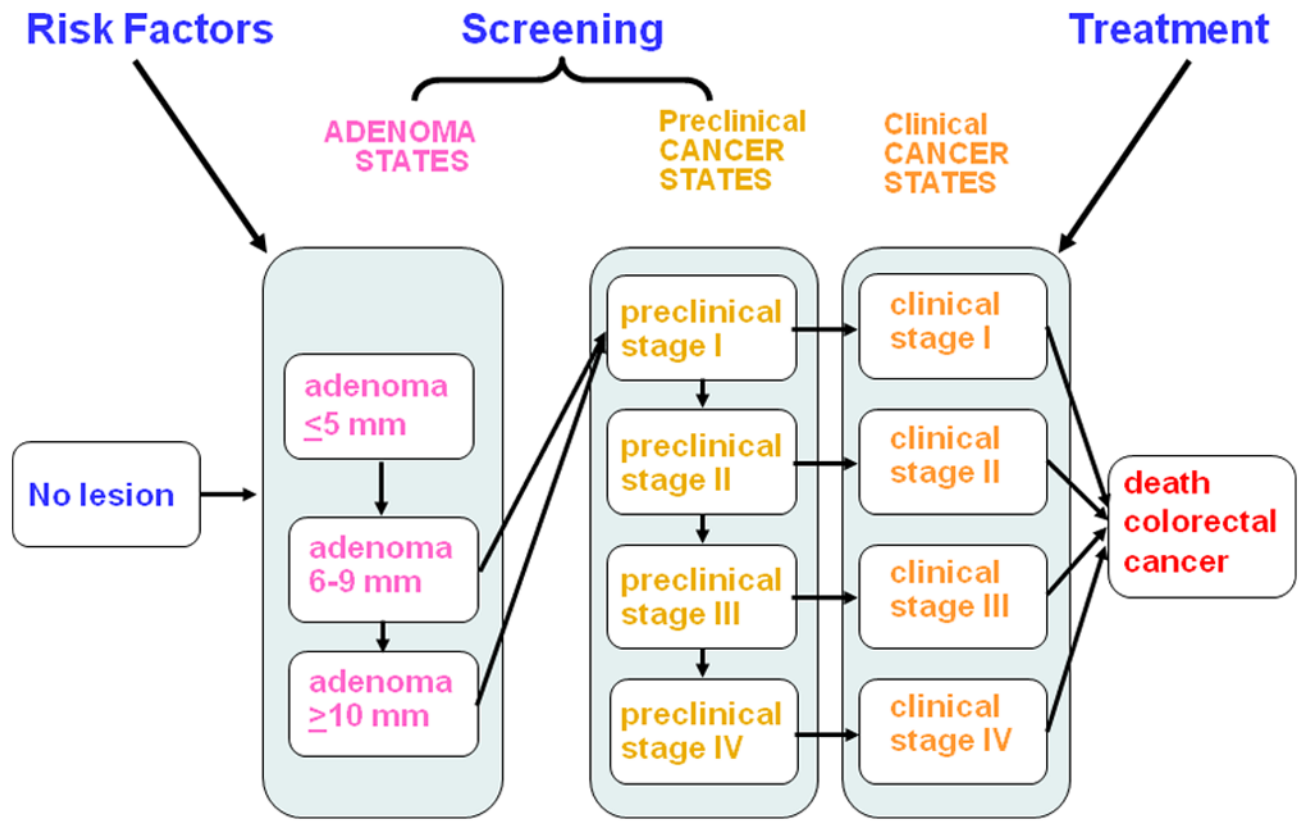 Risk Factors
Screening
Treatment
ADENOMA
STATES
Preclinical
CANCER
STATES
Clinical
CANCER
STATES
No lesion
adenoma
≤5 mm
adenoma
6-9 mm
adenoma
≥10 mm
preclinical
stage I
preclinical
stage II
preclinical
stage III
preclinical
stage IV
clinical
stage I
clinical
stage II
clinical
stage III
clinical
stage IV
death
colorectal
cancer